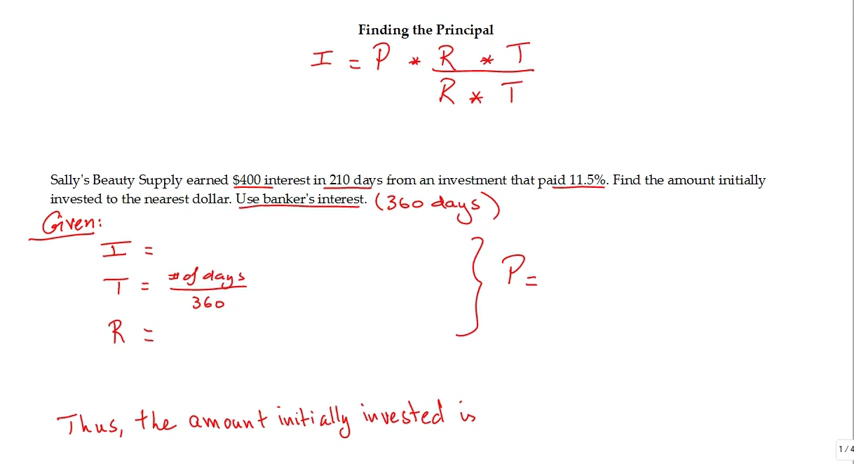 Finding the Principal
I = P * R * T
R * T
Sally's Beauty Supply earned $400 interest in 210 days from an investment that paid 11.5%. Find the amount initially
invested to the nearest dollar. Use banker's interest. (360 days)
Given:
I =
T = # of days
360
P =
R =
Thus, the amount initially invested is
1/4